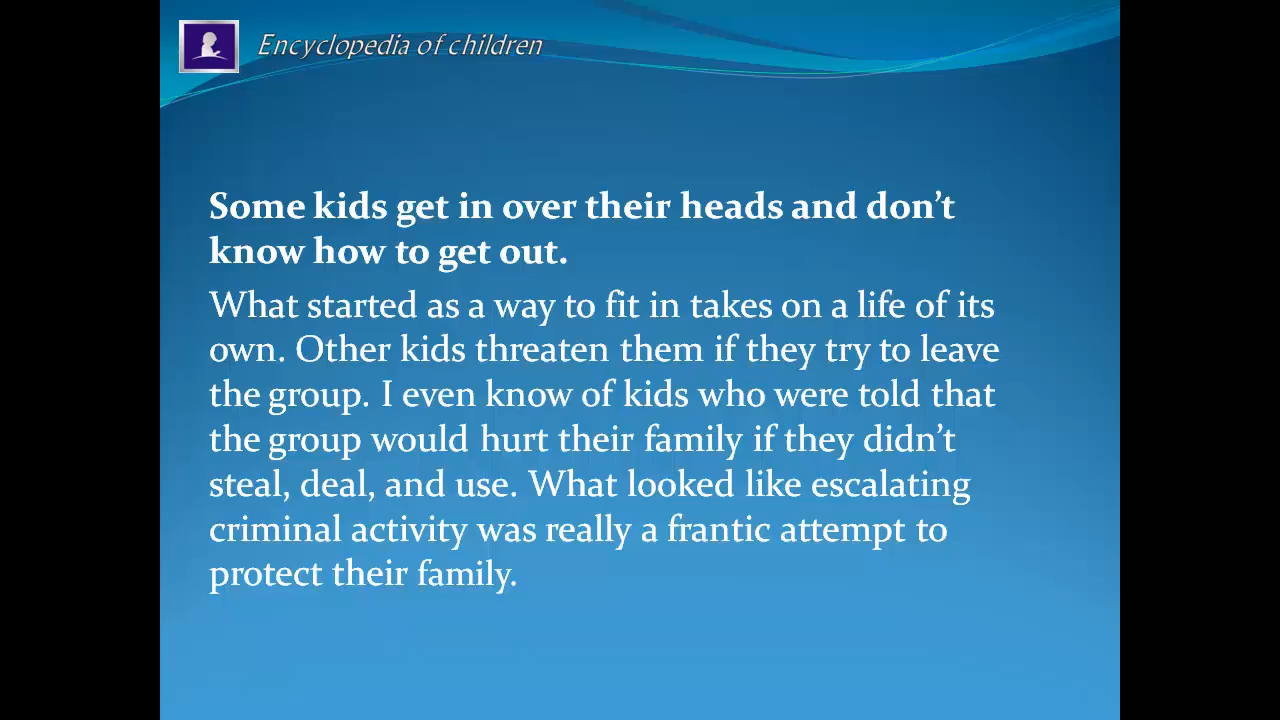 Encyclopedia of children
Some kids get in over their heads and don’t
know how to get out.
What started as a way to fit in takes on a life of its
own. Other kids threaten them if they try to leave
the group. I even know of kids who were told that
the group would hurt their family if they didn’t
steal, deal, and use. What looked like escalating
criminal activity was really a frantic attempt to
protect their family.